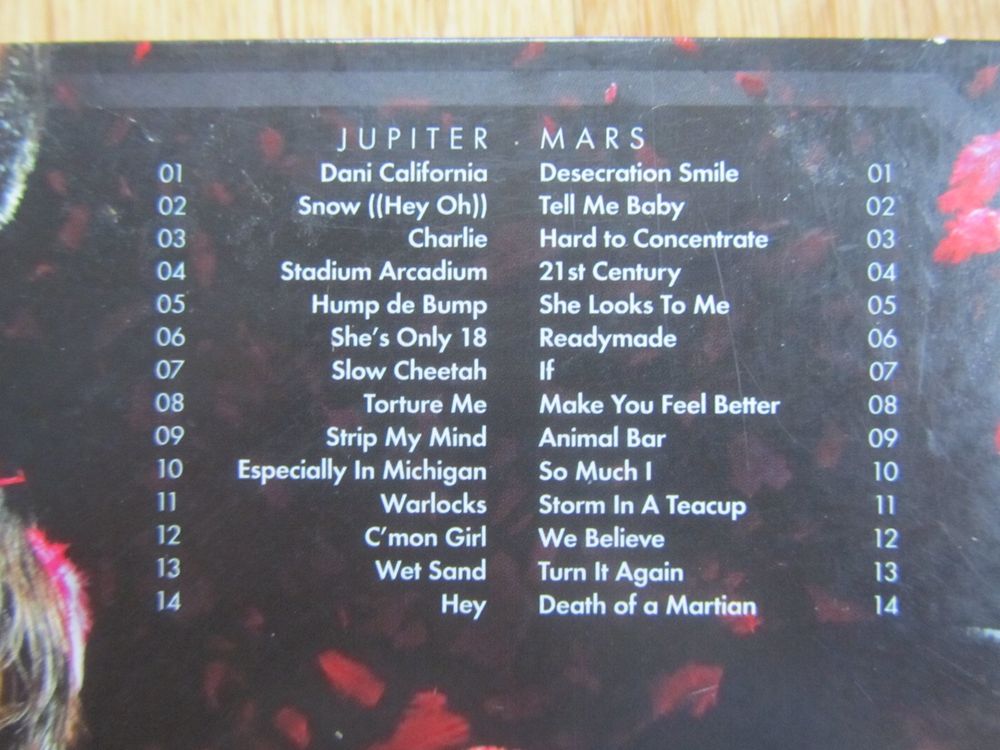 JUPITER · MARS
01 Dani California Desecration Smile 01
02 Snow ((Hey Oh)) Tell Me Baby 02
03 Charlie Hard to Concentrate 03
04 Stadium Arcadium 21st Century 04
05 Hump de Bump She Looks To Me 05
06 She's Only 18 Readymade 06
07 Slow Cheetah If 07
08 Torture Me Make You Feel Better 08
09 Strip My Mind Animal Bar 09
10 Especially In Michigan So Much I 10
11 Warlocks Storm In A Teacup 11
12 C'mon Girl We Believe 12
13 Wet Sand Turn It Again 13
14 Hey Death of a Martian 14